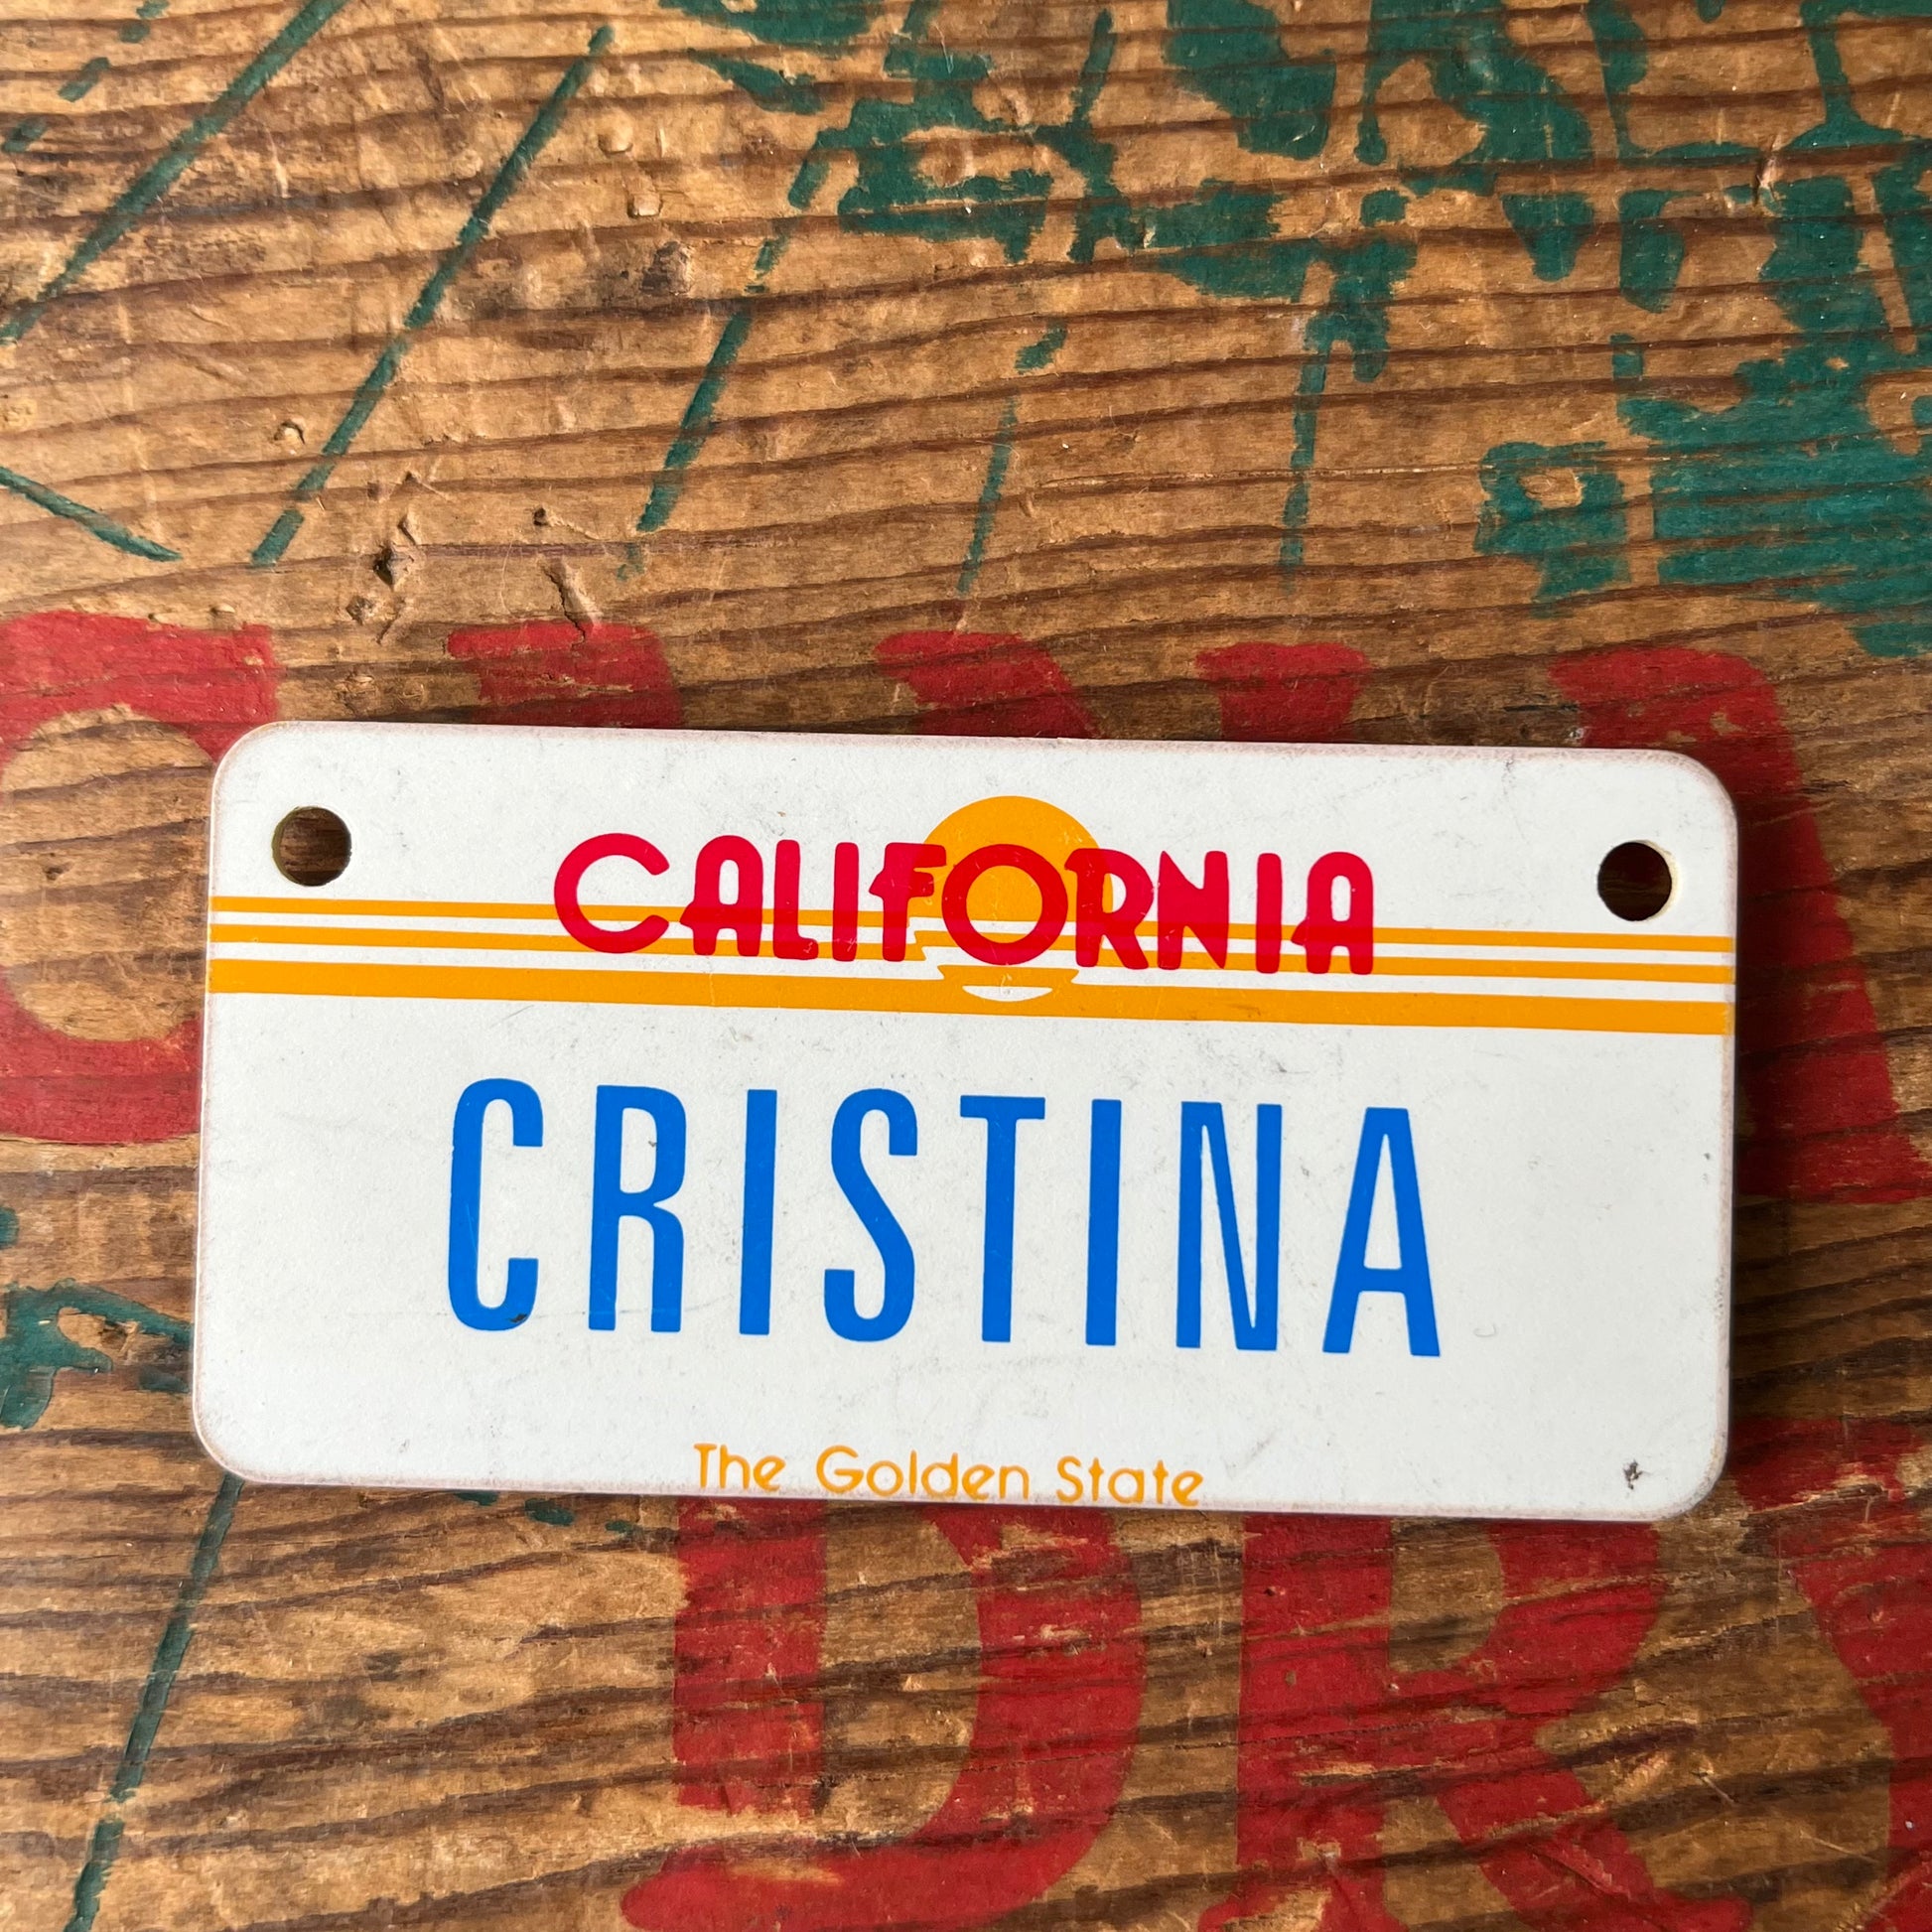 CALIFORNIA
CRISTINA
The Golden State